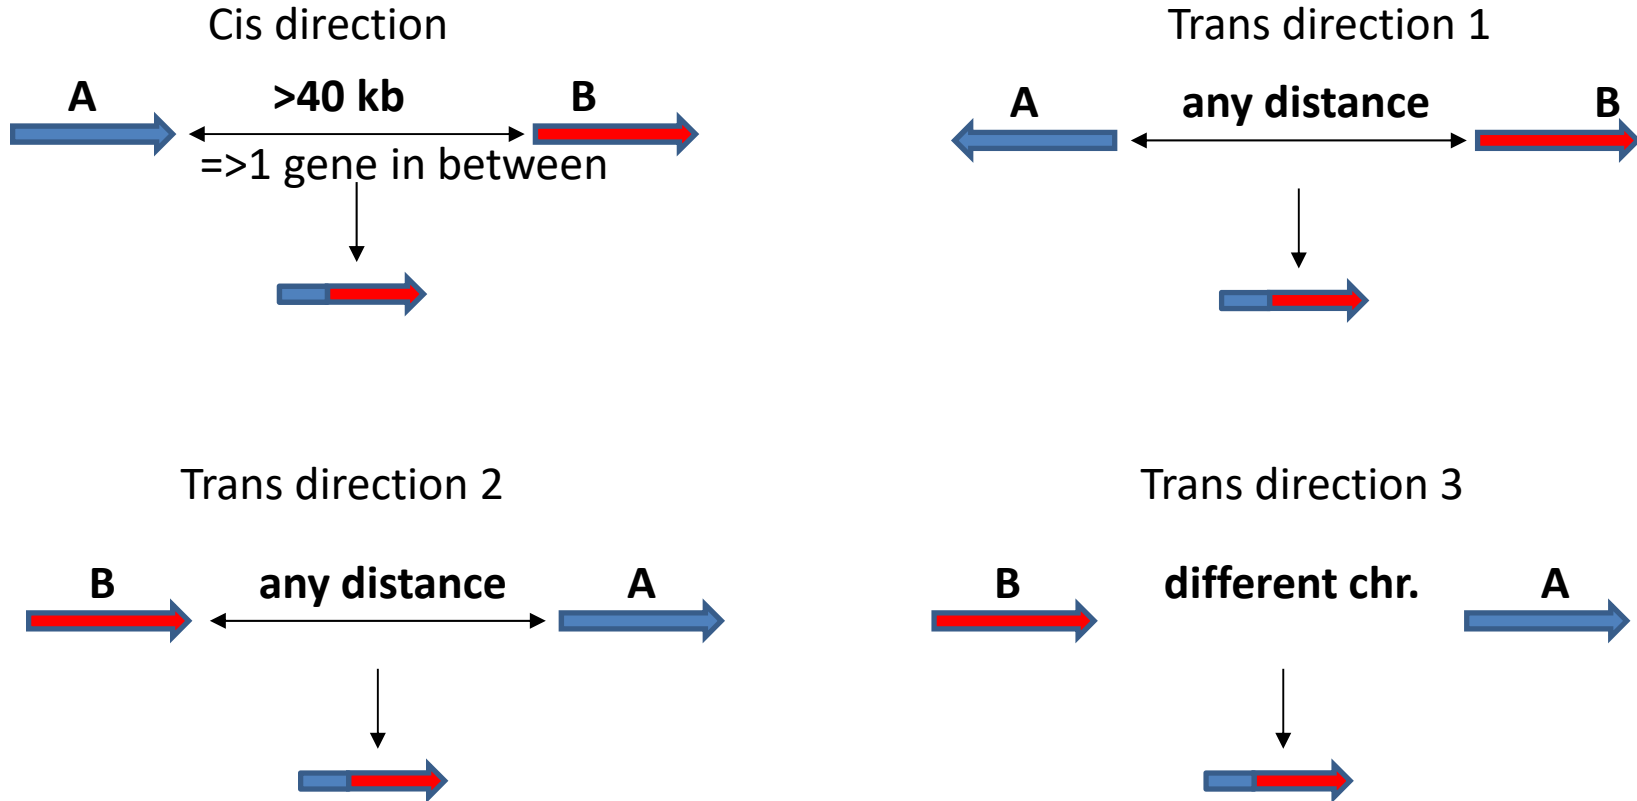 Cis direction
A >40 kb B
=>1 gene in between
Trans direction 1
A any distance B
Trans direction 2
B any distance A
Trans direction 3
B different chr. A